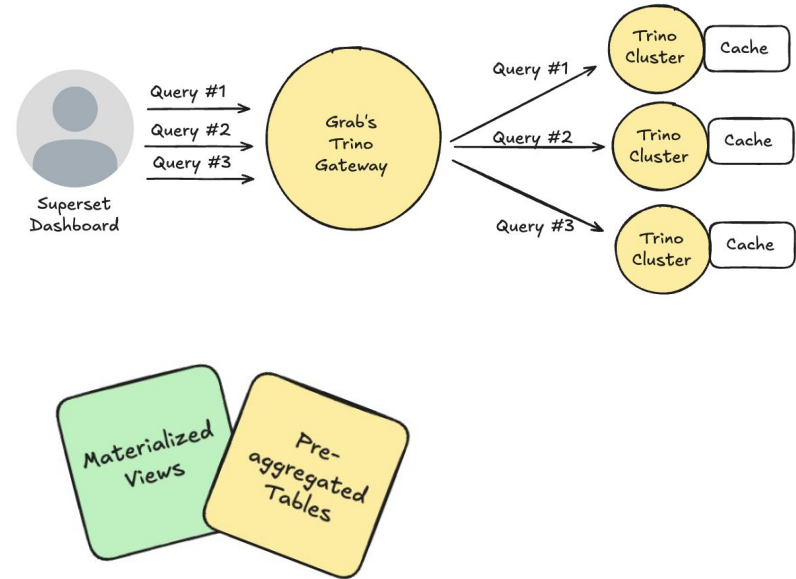 Query #1
Query #2
Query #3
Superset
Dashboard
Grab's
Trino
Gateway
Query #1
Query #2
Query #3
Trino
Cluster
Cache
Trino
Cluster
Cache
Trino
Cluster
Cache
Materialized
Views
Pre-
aggregated
Tables